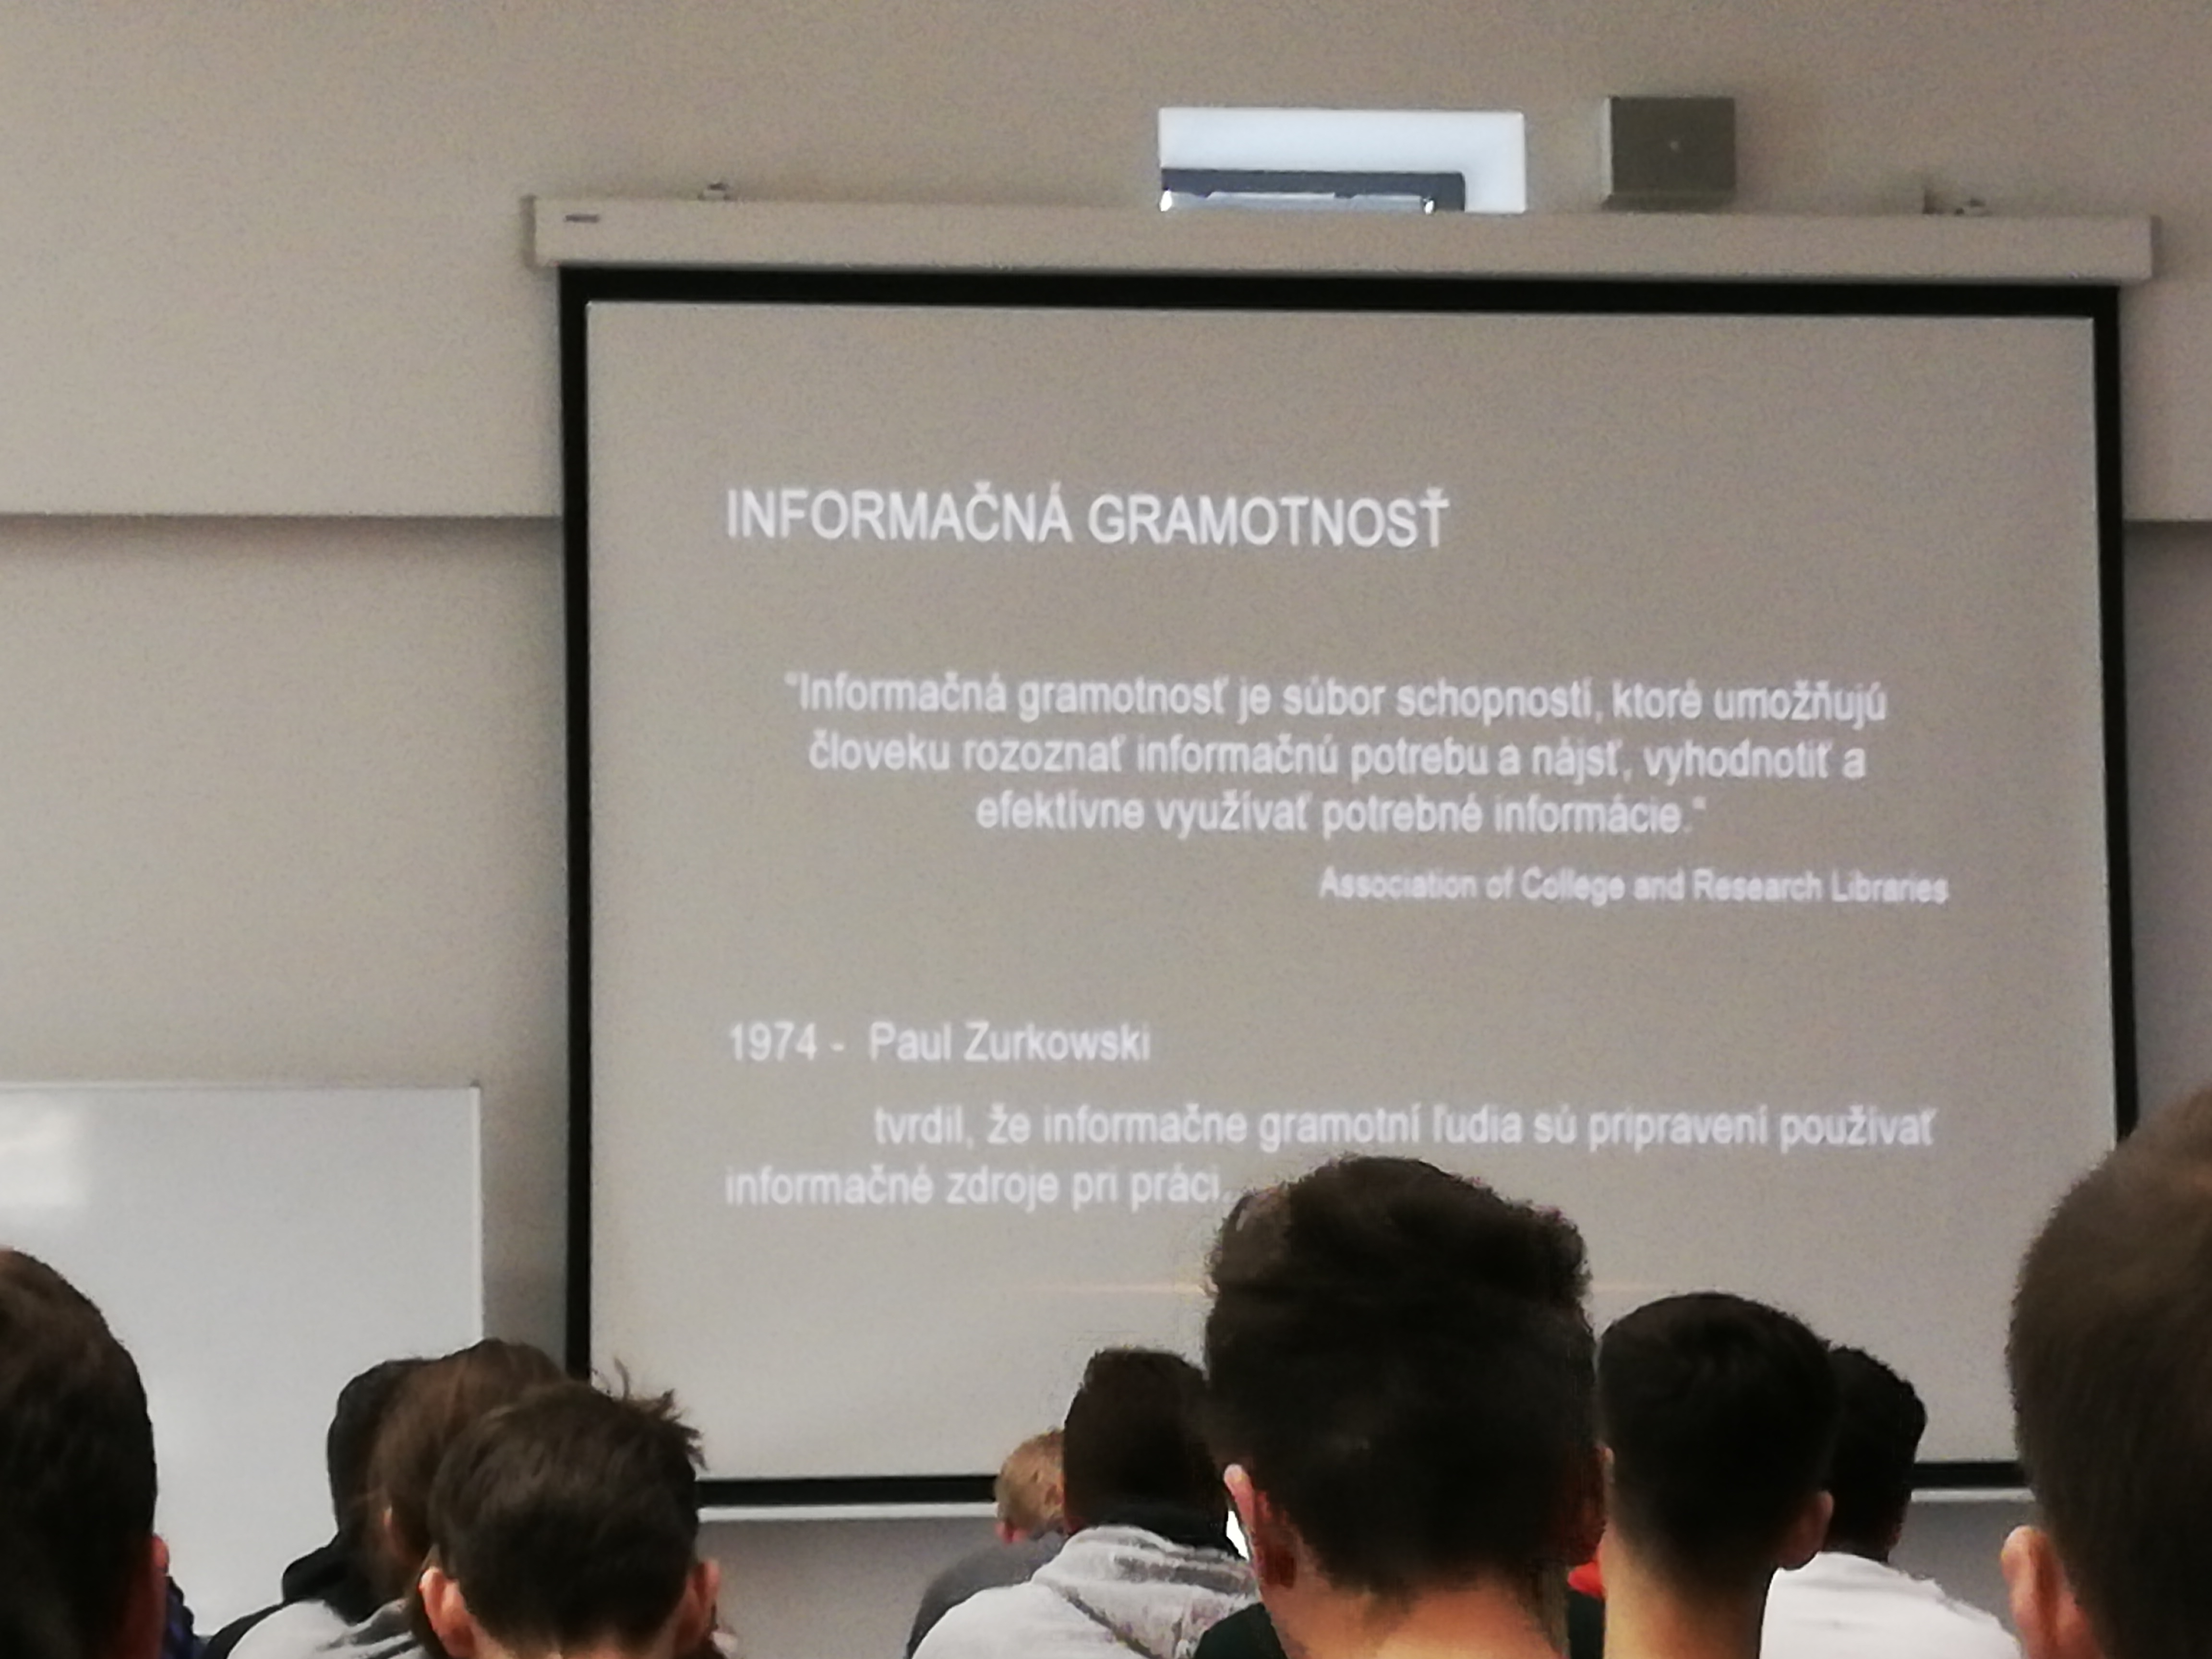 INFORMAČNÁ GRAMOTNOSŤ
"Informačná gramotnosť je súbor schopností, ktoré umožňujú
človeku rozoznať informačnú potrebu a nájsť, vyhodnotiť a
efektívne využívať potrebné informácie."
Association of College and Research Libraries
1974 - Paul Zurkowski
tvrdil, že informačne gramotní ľudia sú pripravení používať
informačné zdroje pri práci.